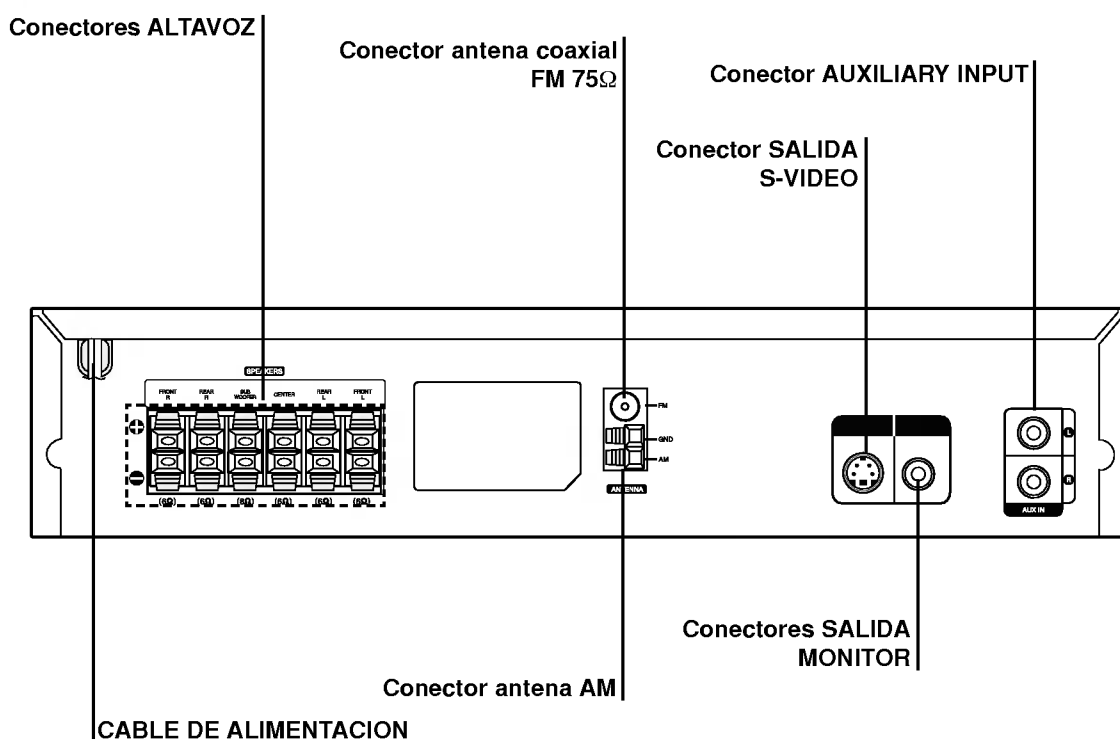 Conectores ALTAVOZ
Conector antena coaxial
FM 75Ω
Conector AUXILIARY INPUT
Conector SALIDA
S-VIDEO
SPEAKERS
FRONT
R
REAR
R
SUB
WOOFER
CENTER
REAR
L
FRONT
L
(6Ω)
(6Ω)
(8Ω)
(6Ω)
(6Ω)
(6Ω)
FM
GND
AM
ANTENNA
L
R
AUX IN
Conectores SALIDA
MONITOR
Conector antena AM
CABLE DE ALIMENTACION